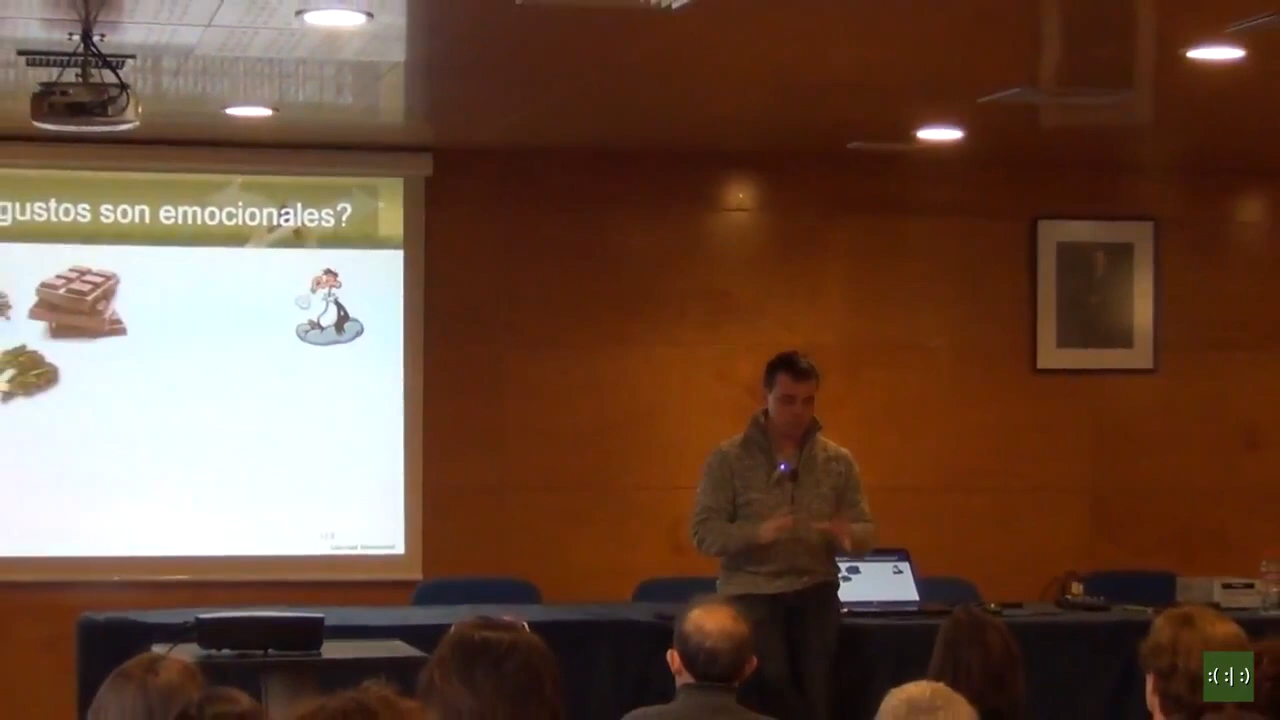 gustos son emocionales?
:( :| :)